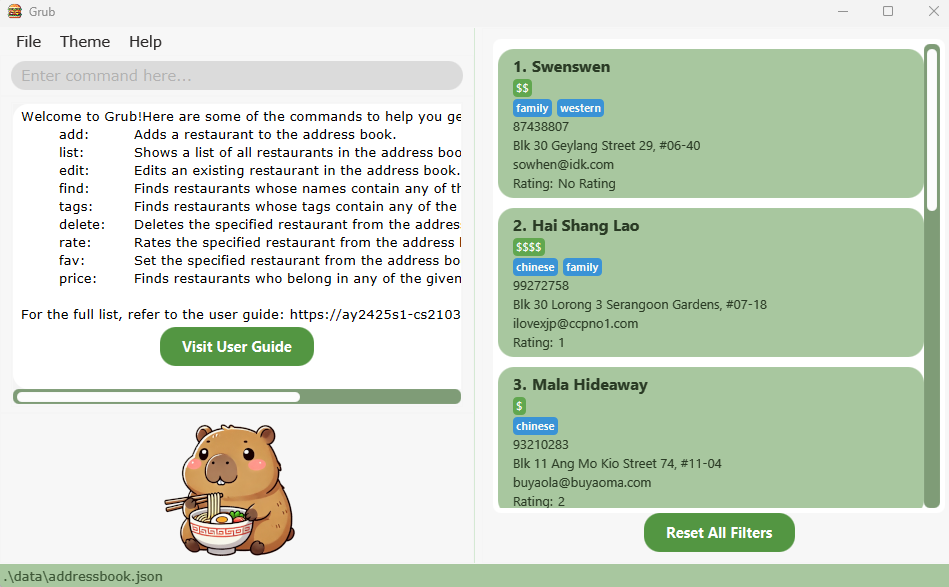 Grub
File Theme Help
Enter command here...
Welcome to Grub!Here are some of the commands to help you ge
add: Adds a restaurant to the address book.
list: Shows a list of all restaurants in the address boo
edit: Edits an existing restaurant in the address book.
find: Finds restaurants whose names contain any of th
tags: Finds restaurants whose tags contain any of the
delete: Deletes the specified restaurant from the addres
rate: Rates the specified restaurant from the address l
fav: Set the specified restaurant from the address bo
price: Finds restaurants who belong in any of the given
For the full list, refer to the user guide: https://ay2425s1-cs2103
Visit User Guide
1. Swenswen
$$
family western
87438807
Blk 30 Geylang Street 29, #06-40
sowhen@idk.com
Rating: No Rating
2. Hai Shang Lao
$$$$
chinese family
99272758
Blk 30 Lorong 3 Serangoon Gardens, #07-18
ilovexjp@ccpno1.com
Rating: 1
3. Mala Hideaway
$
chinese
93210283
Blk 11 Ang Mo Kio Street 74, #11-04
buyaola@buyaoma.com
Rating: 2
Reset All Filters
.\data\addressbook.json